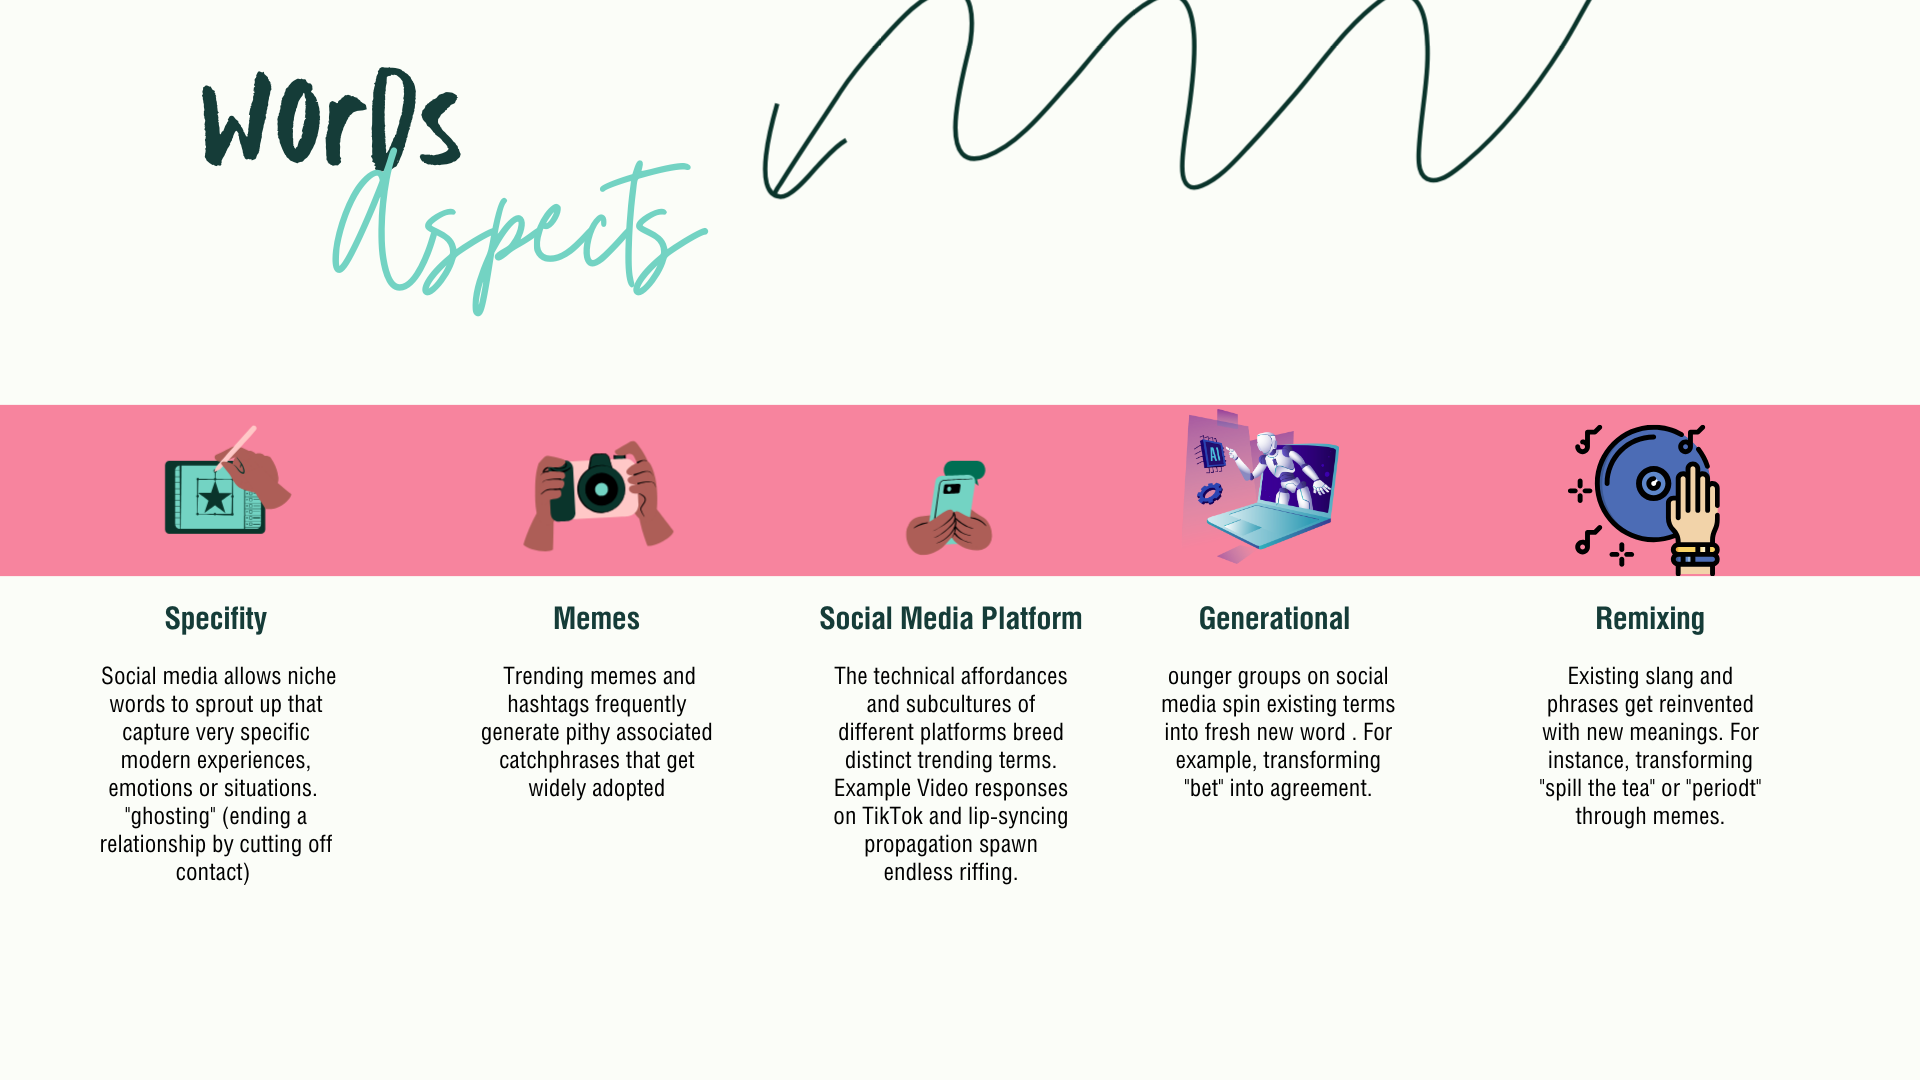 worDs
Aspects
AI
Specifity
Social media allows niche
words to sprout up that
capture very specific
modern experiences,
emotions or situations.
"ghosting" (ending a
relationship by cutting off
contact)
Memes
Trending memes and
hashtags frequently
generate pithy associated
catchphrases that get
widely adopted
Social Media Platform
The technical affordances
and subcultures of
different platforms breed
distinct trending terms.
Example Video responses
on TikTok and lip-syncing
propagation spawn
endless riffing.
Generational
ounger groups on social
media spin existing terms
into fresh new word . For
example, transforming
"bet" into agreement.
Remixing
Existing slang and
phrases get reinvented
with new meanings. For
instance, transforming
"spill the tea" or "periodt"
through memes.